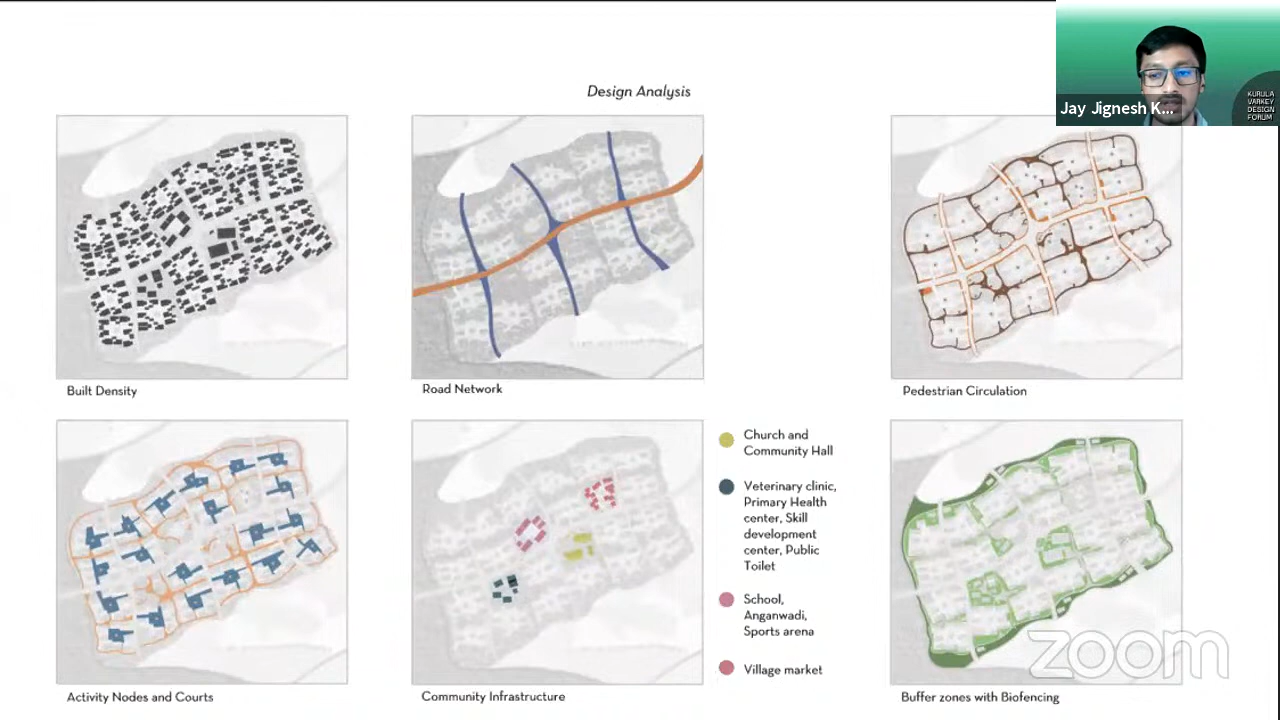 Design Analysis
Jay Jignesh K...
KURULA
VARKEY
DESIGN
FORUM
Built Density
Road Network
Pedestrian Circulation
Church and
Community Hall
Veterinary clinic,
Primary Health
center, Skill
development
center, Public
Toilet
School,
Anganwadi,
Sports arena
Village market
Activity Nodes and Courts
Community Infrastructure
Buffer zones with Biofencing
zoom